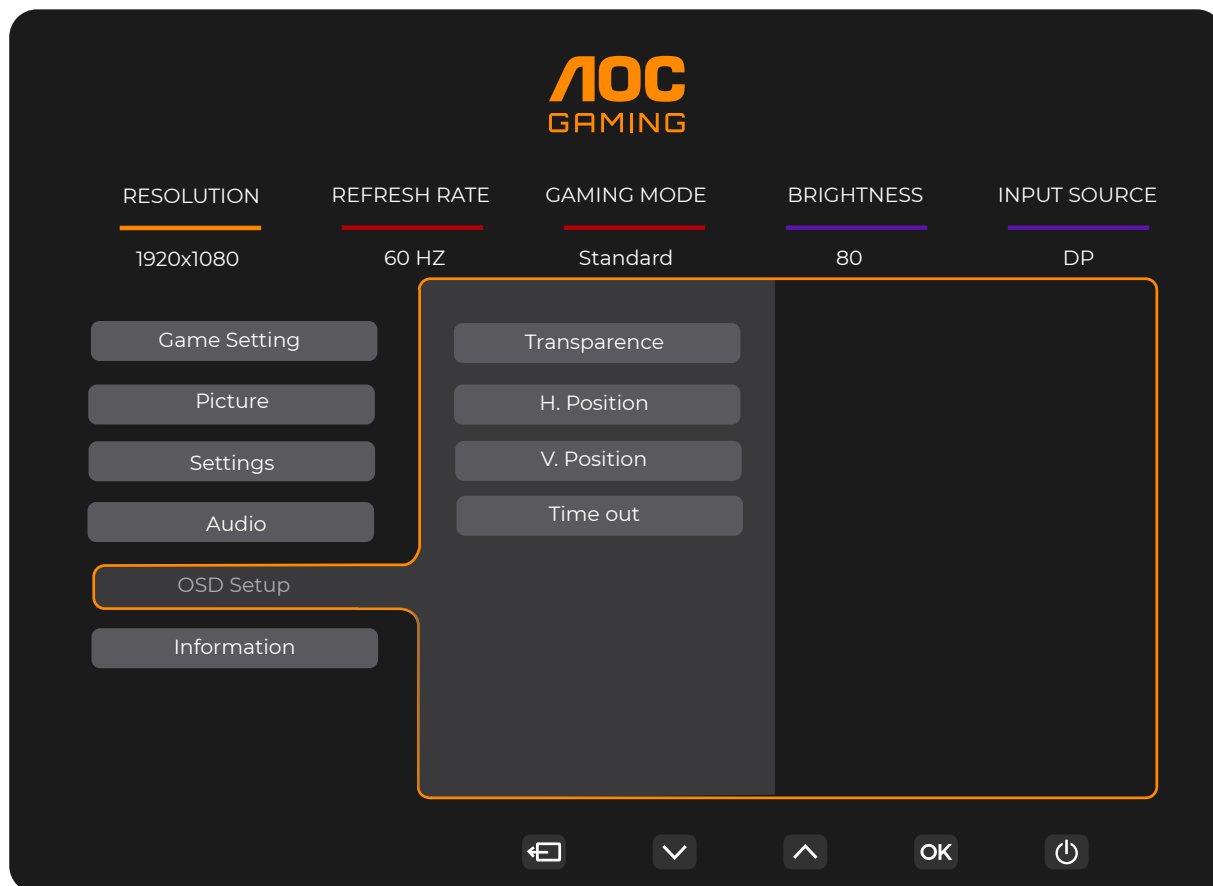 AOC
GAMING
RESOLUTION REFRESH RATE GAMING MODE BRIGHTNESS INPUT SOURCE
1920x1080 60 HZ Standard 80 DP
Game Setting
Transparence
Picture
H. Position
Settings
V. Position
Audio
Time out
OSD Setup
Information
OK